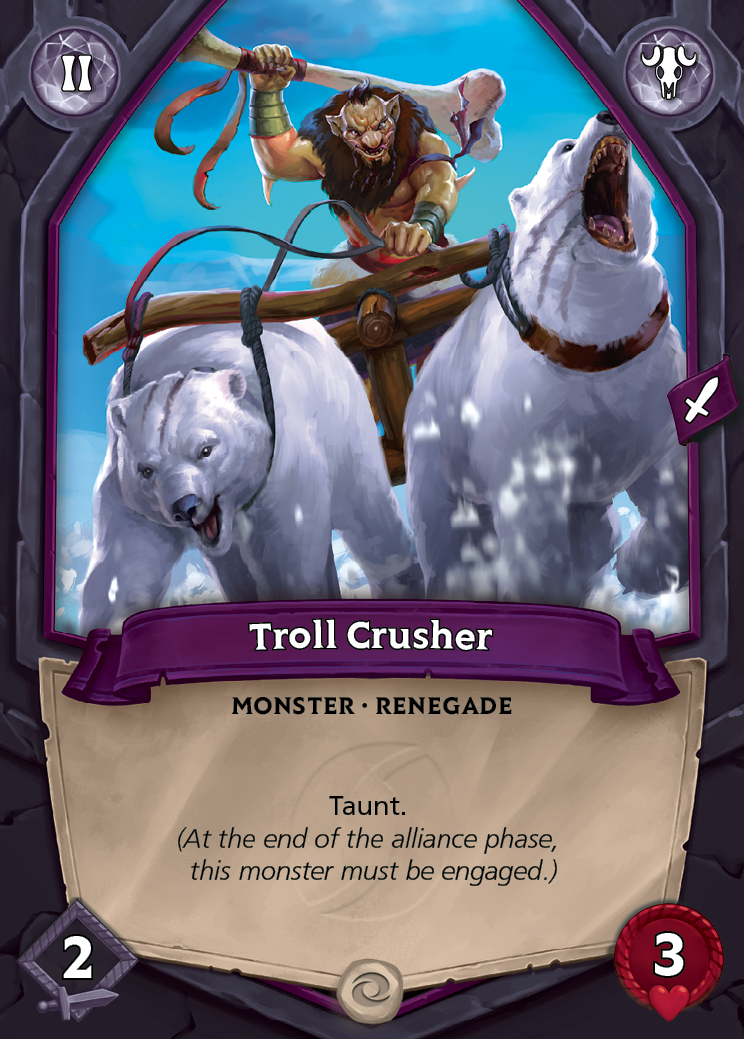 II
Troll Crusher
MONSTER · RENEGADE
Taunt.
(At the end of the alliance phase,
this monster must be engaged.)
2
3